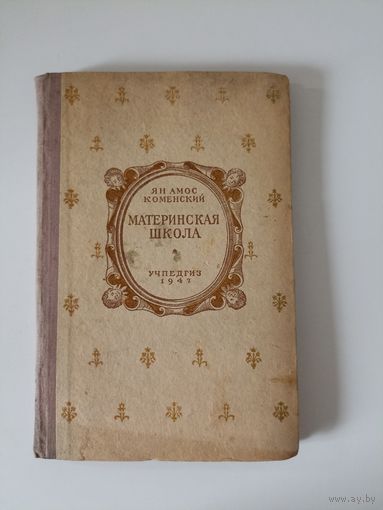 ЯН АМОС
КОМЕНСКИЙ
МАТЕРИНСКАЯ
ШКОЛА
УЧПЕДГИЗ
1947
www.ay.by